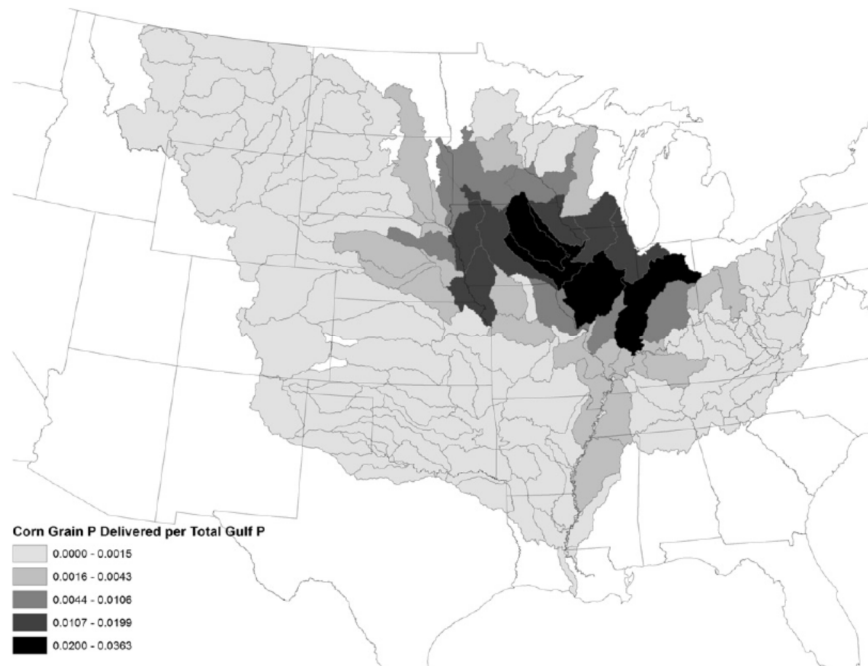 Corn Grain P Delivered per Total Gulf P
0.0000 - 0.0015
0.0016 - 0.0043
0.0044 - 0.0106
0.0107 - 0.0199
0.0200 - 0.0363